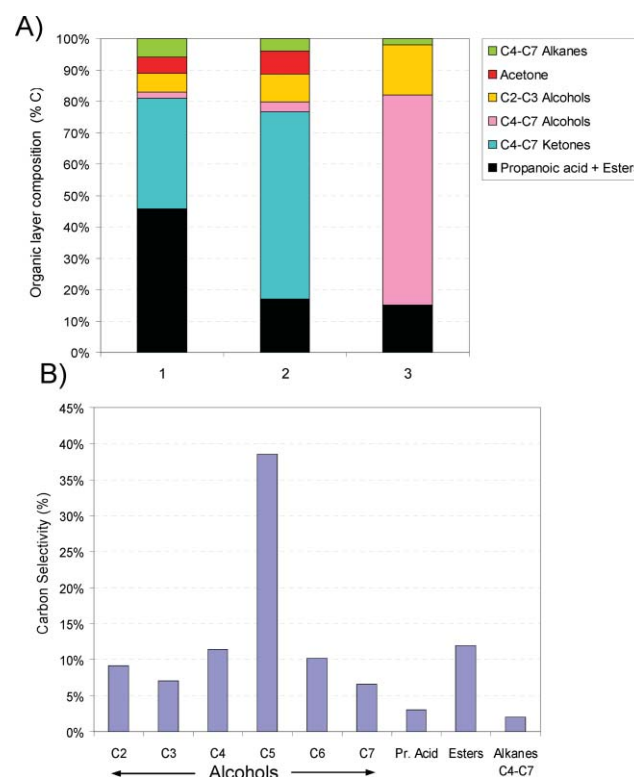 A)
Organic layer composition (% C)
100%
90%
80%
70%
60%
50%
40%
30%
20%
10%
0%
1 2 3
C4-C7 Alkanes
Acetone
C2-C3 Alcohols
C4-C7 Alcohols
C4-C7 Ketones
Propanoic acid + Ester
B)
Carbon Selectivity (%)
45%
40%
35%
30%
25%
20%
15%
10%
5%
0%
C2 C3 C4 C5 C6 C7 Pr. Acid Esters Alkanes
C4-C7
Alcohols